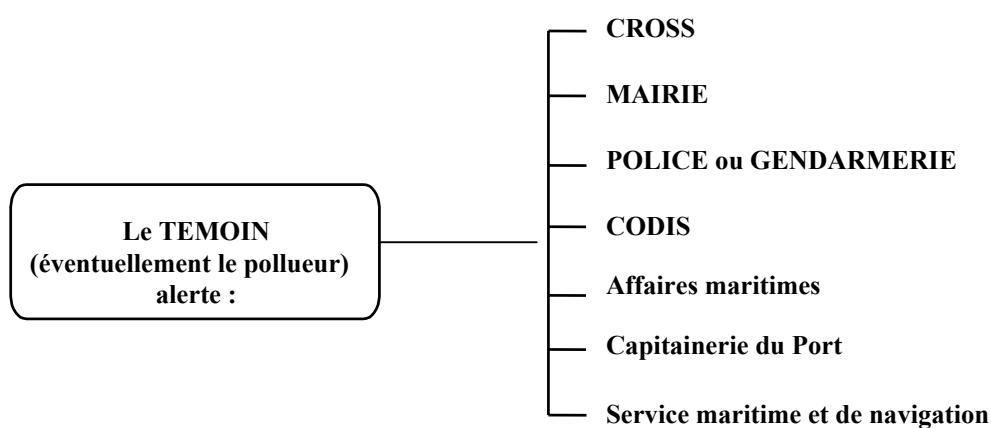 Le TEMOIN
(éventuellement le pollueur)
alerte :
CROSS
MAIRIE
POLICE ou GENDARMERIE
CODIS
Affaires maritimes
Capitainerie du Port
Service maritime et de navigation